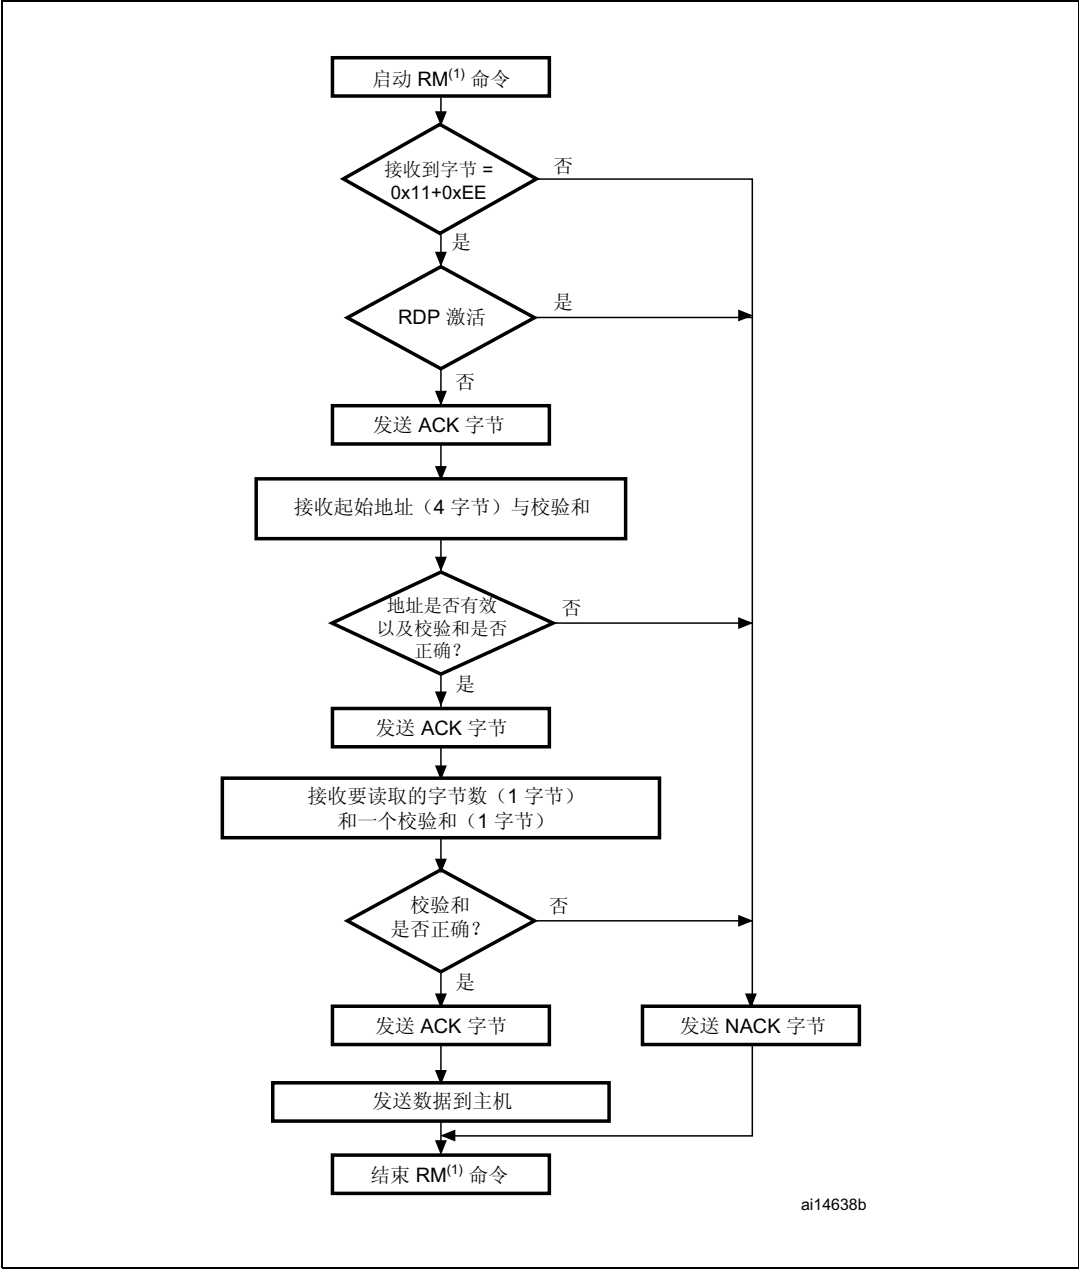 启动 RM(1) 命令
接收到字节 =
0x11+0xEE
否
是
RDP 激活
是
否
发送 ACK 字节
接收起始地址（4 字节）与校验和
地址是否有效
以及校验和是否
正确？
否
是
发送 ACK 字节
接收要读取的字节数（1 字节）
和一个校验和（1 字节）
校验和
是否正确？
否
是
发送 ACK 字节
发送 NACK 字节
发送数据到主机
结束 RM(1) 命令
ai14638b